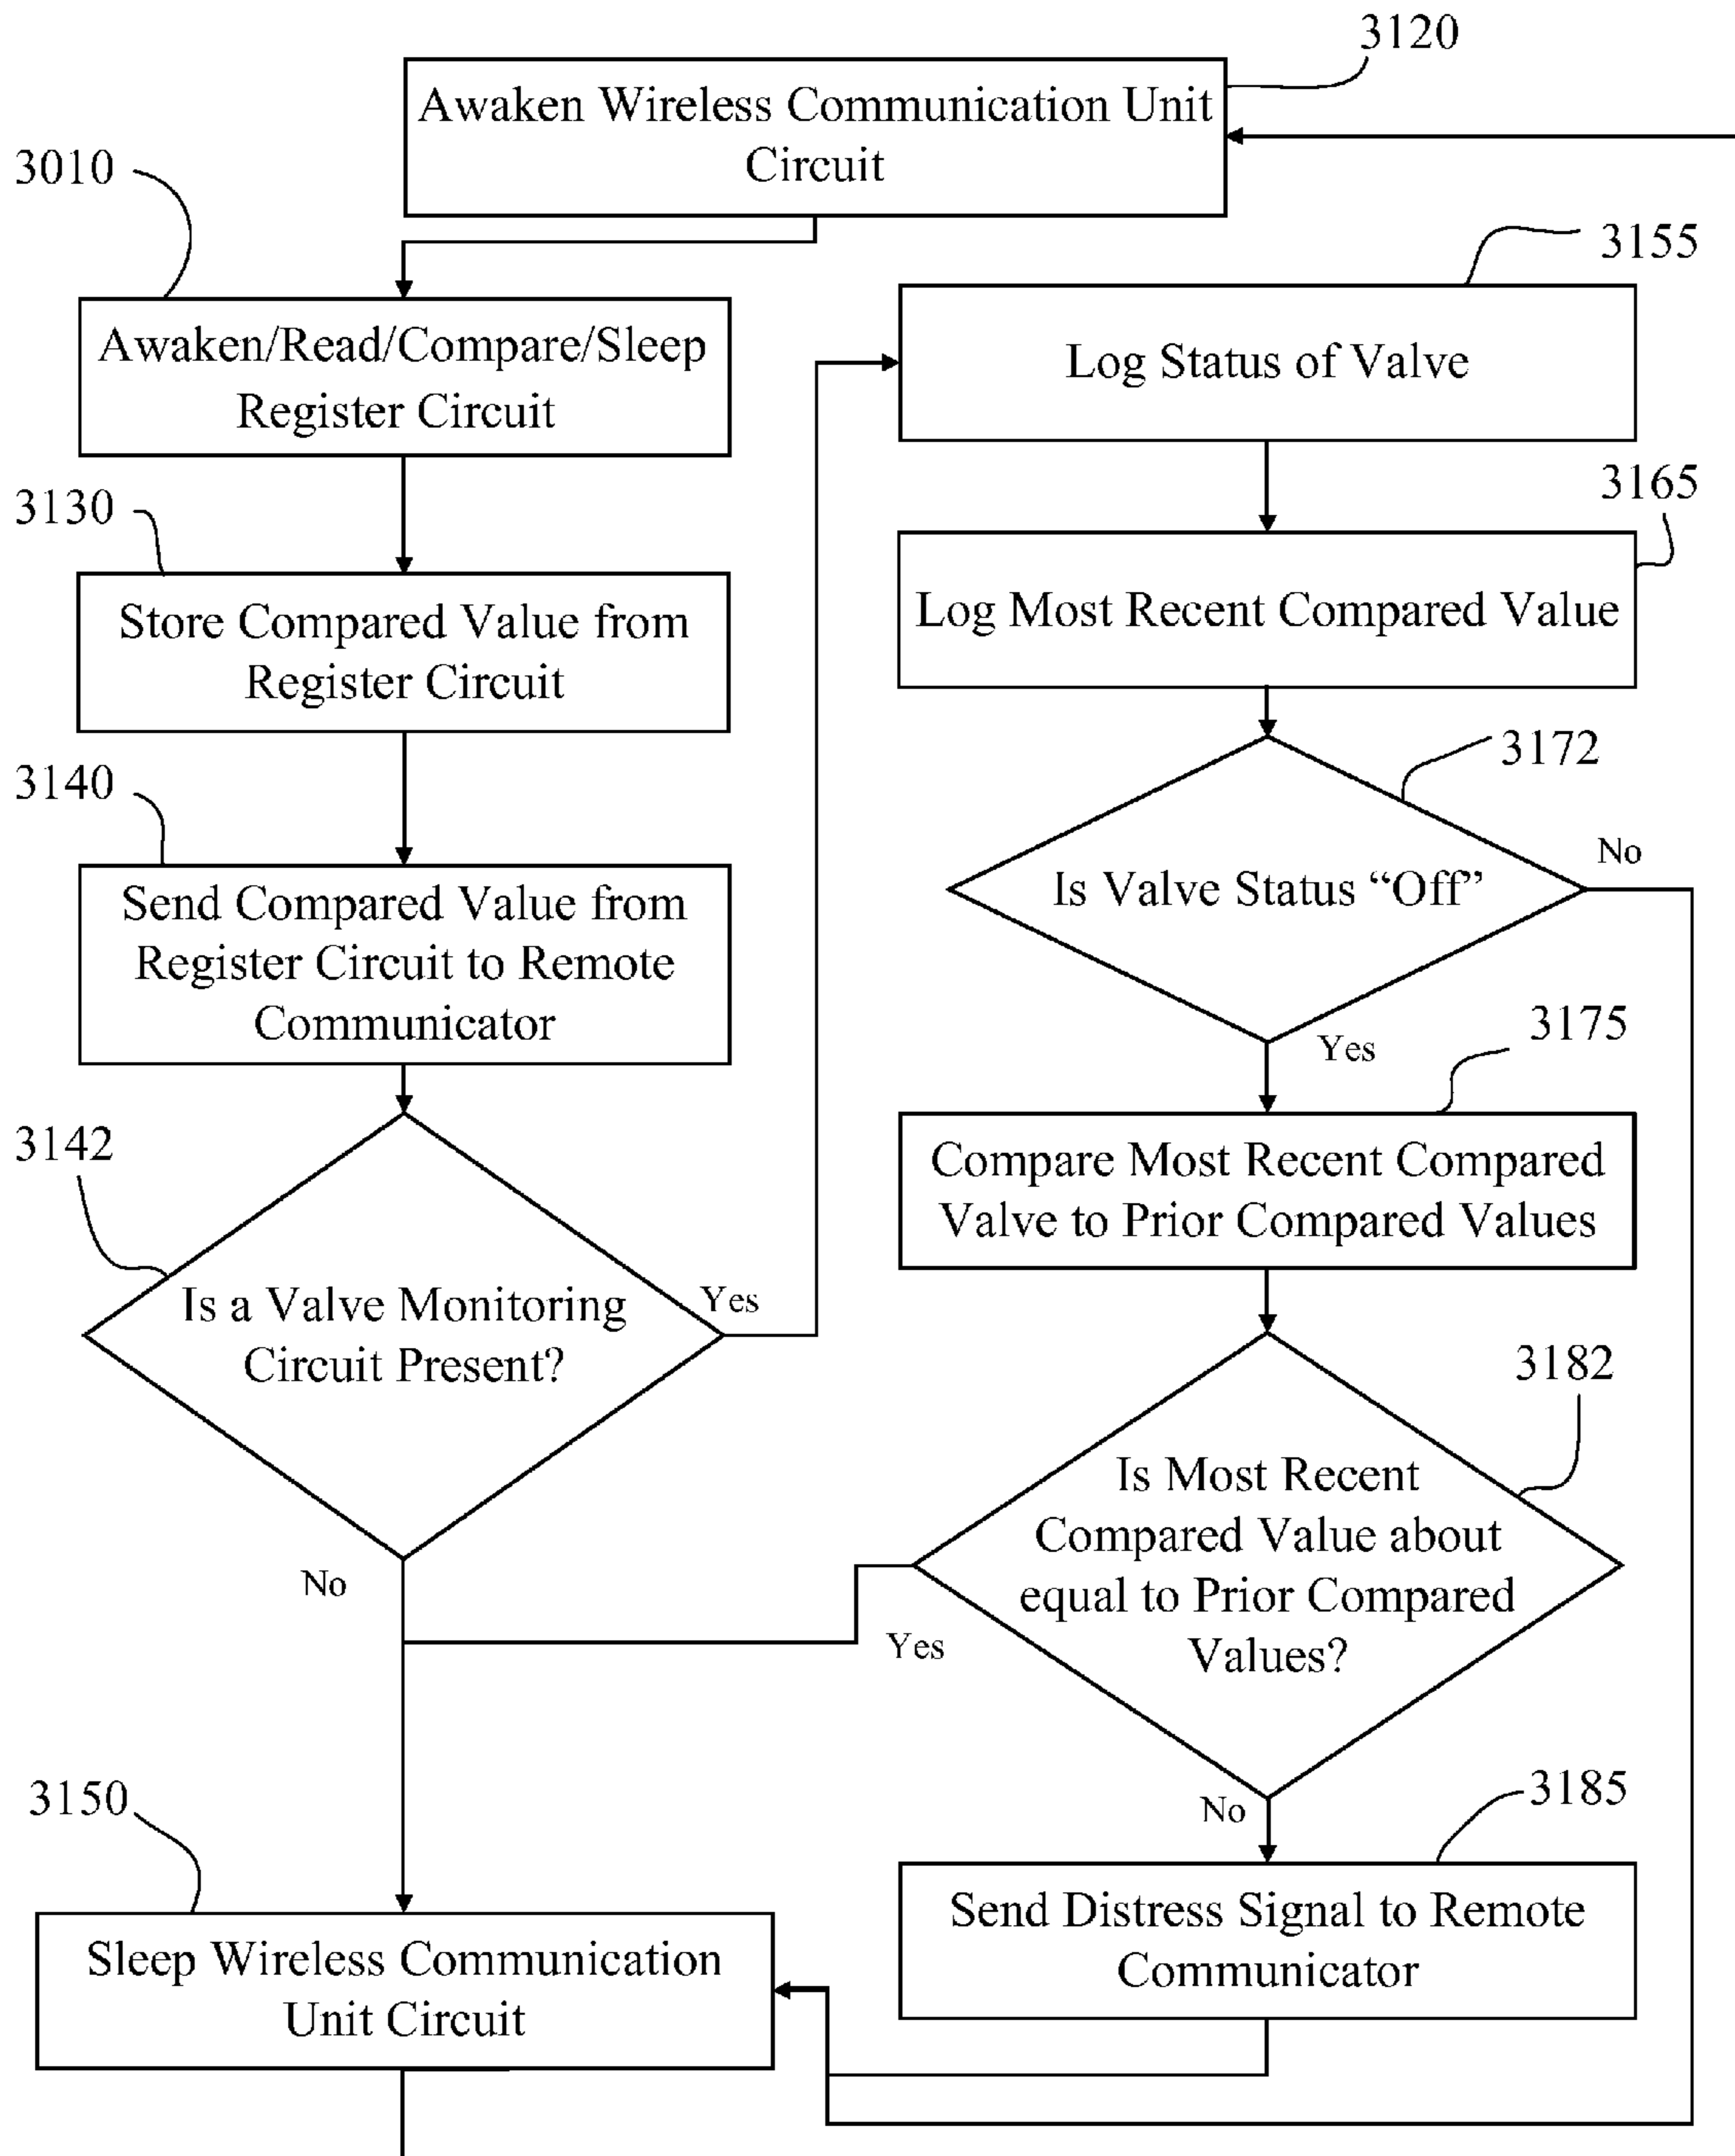 3120
Awaken Wireless Communication Unit
Circuit
3010
Awaken/Read/Compare/Sleep
Register Circuit
3130
Store Compared Value from
Register Circuit
3140
Send Compared Value from
Register Circuit to Remote
Communicator
3142
Is a Valve Monitoring
Circuit Present?
Yes
No
3155
Log Status of Valve
3165
Log Most Recent Compared Value
3172
Is Valve Status “Off”
No
Yes
3175
Compare Most Recent Compared
Valve to Prior Compared Values
3182
Is Most Recent
Compared Value about
equal to Prior Compared
Values?
Yes
No
3185
Send Distress Signal to Remote
Communicator
3150
Sleep Wireless Communication
Unit Circuit